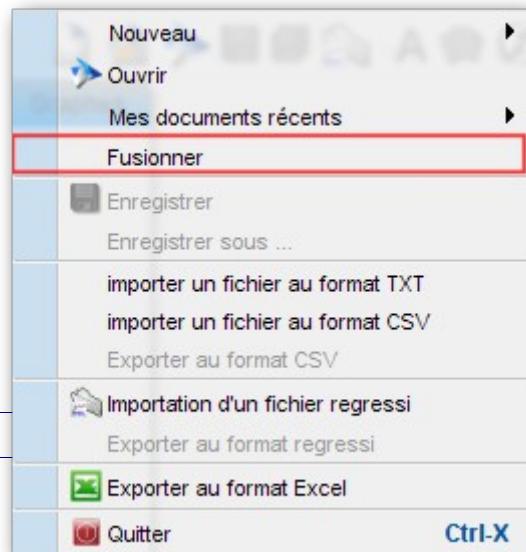 Nouveau
Ouvrir
Mes documents récents
Fusionner
Enregistrer
Enregistrer sous ...
importer un fichier au format TXT
importer un fichier au format CSV
Exporter au format CSV
Importation d'un fichier regressi
Exporter au format regressi
Exporter au format Excel
Quitter Ctrl-X